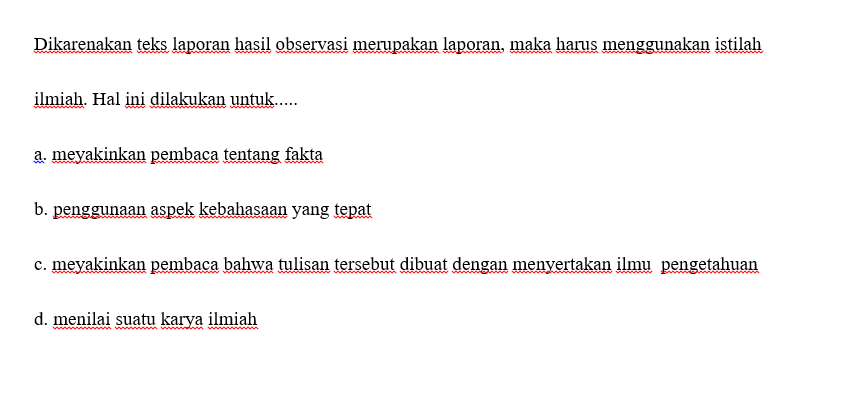 Dikarenakan teks laporan hasil observasi merupakan laporan, maka harus menggunakan istilah
ilmiah. Hal ini dilakukan untuk.....
a. meyakinkan pembaca tentang fakta
b. penggunaan aspek kebahasaan yang tepat
c. meyakinkan pembaca bahwa tulisan tersebut dibuat dengan menyertakan ilmu  pengetahuan
d. menilai suatu karya ilmiah